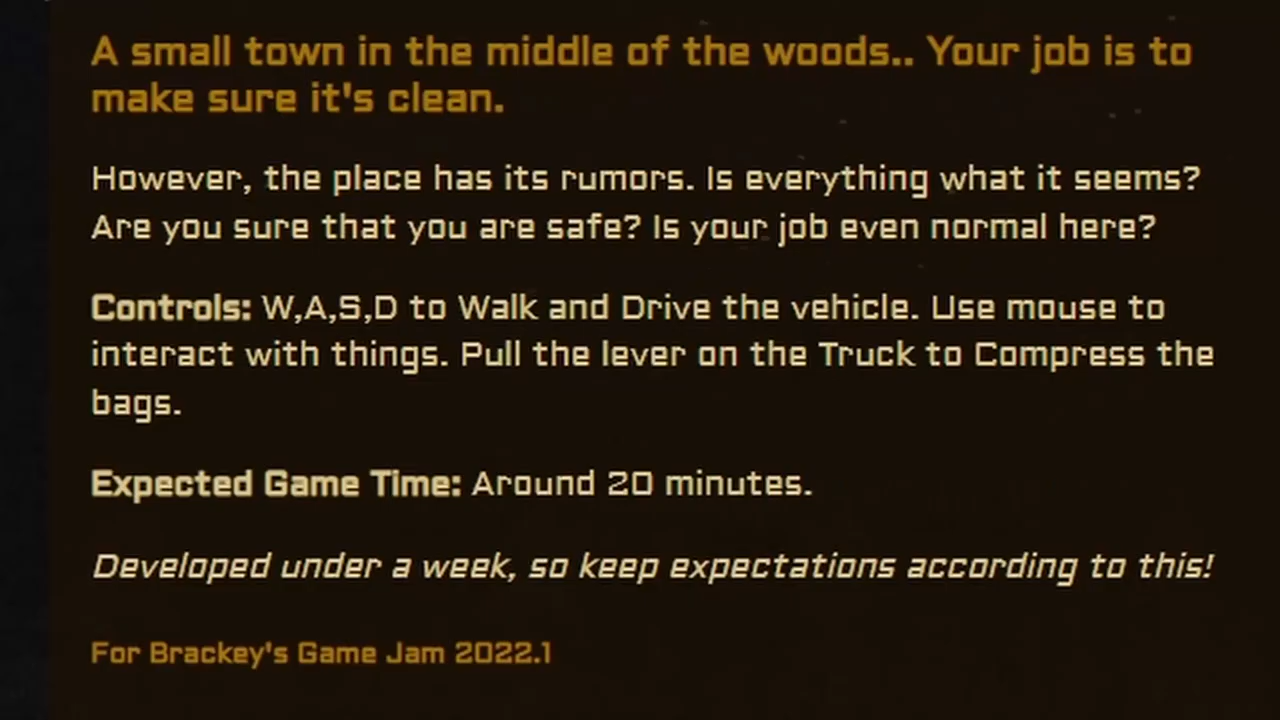 A small town in the middle of the woods.. Your job is to
make sure it's clean.
However, the place has its rumors. Is everything what it seems?
Are you sure that you are safe? Is your job even normal here?
Controls: W,A,S,D to Walk and Drive the vehicle. Use mouse to
interact with things. Pull the lever on the Truck to Compress the
bags.
Expected Game Time: Around 20 minutes.
Developed under a week, so keep expectations according to this!
For Brackey's Game Jam 2022.1